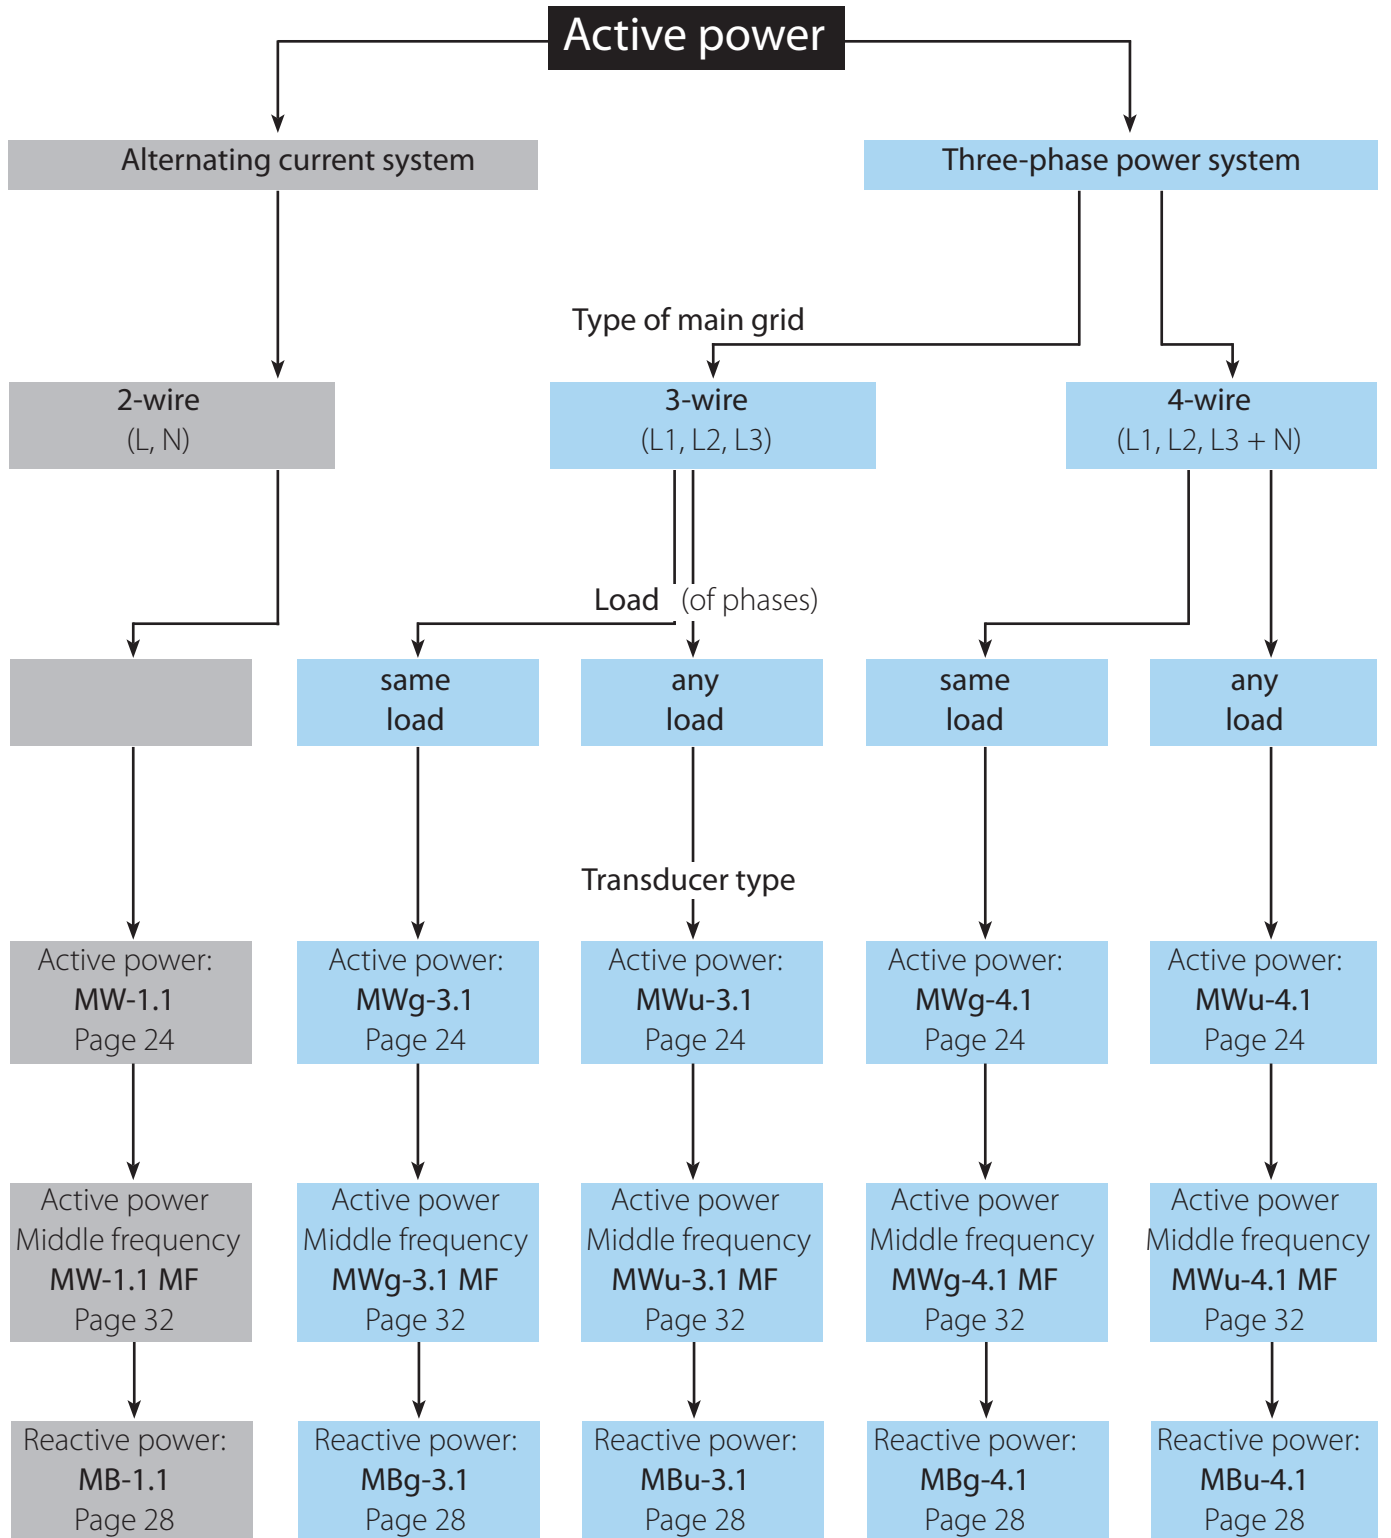 Active power
Alternating current system
Three-phase power system
Type of main grid
2-wire
(L, N)
3-wire
(L1, L2, L3)
4-wire
(L1, L2, L3 + N)
Load (of phases)
same
load
any
load
same
load
any
load
Transducer type
Active power:
MW-1.1
Page 24
Active power:
MWg-3.1
Page 24
Active power:
MWu-3.1
Page 24
Active power:
MWg-4.1
Page 24
Active power:
MWu-4.1
Page 24
Active power
Middle frequency
MW-1.1 MF
Page 32
Active power
Middle frequency
MWg-3.1 MF
Page 32
Active power
Middle frequency
MWu-3.1 MF
Page 32
Active power
Middle frequency
MWg-4.1 MF
Page 32
Active power
Middle frequency
MWu-4.1 MF
Page 32
Reactive power:
MB-1.1
Page 28
Reactive power:
MBg-3.1
Page 28
Reactive power:
MBu-3.1
Page 28
Reactive power:
MBg-4.1
Page 28
Reactive power:
MBu-4.1
Page 28